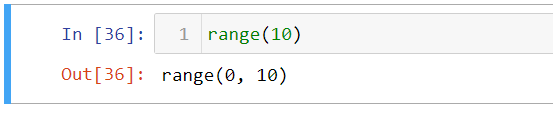 In [36]: 1 range(10)
Out[36]: range(0, 10)